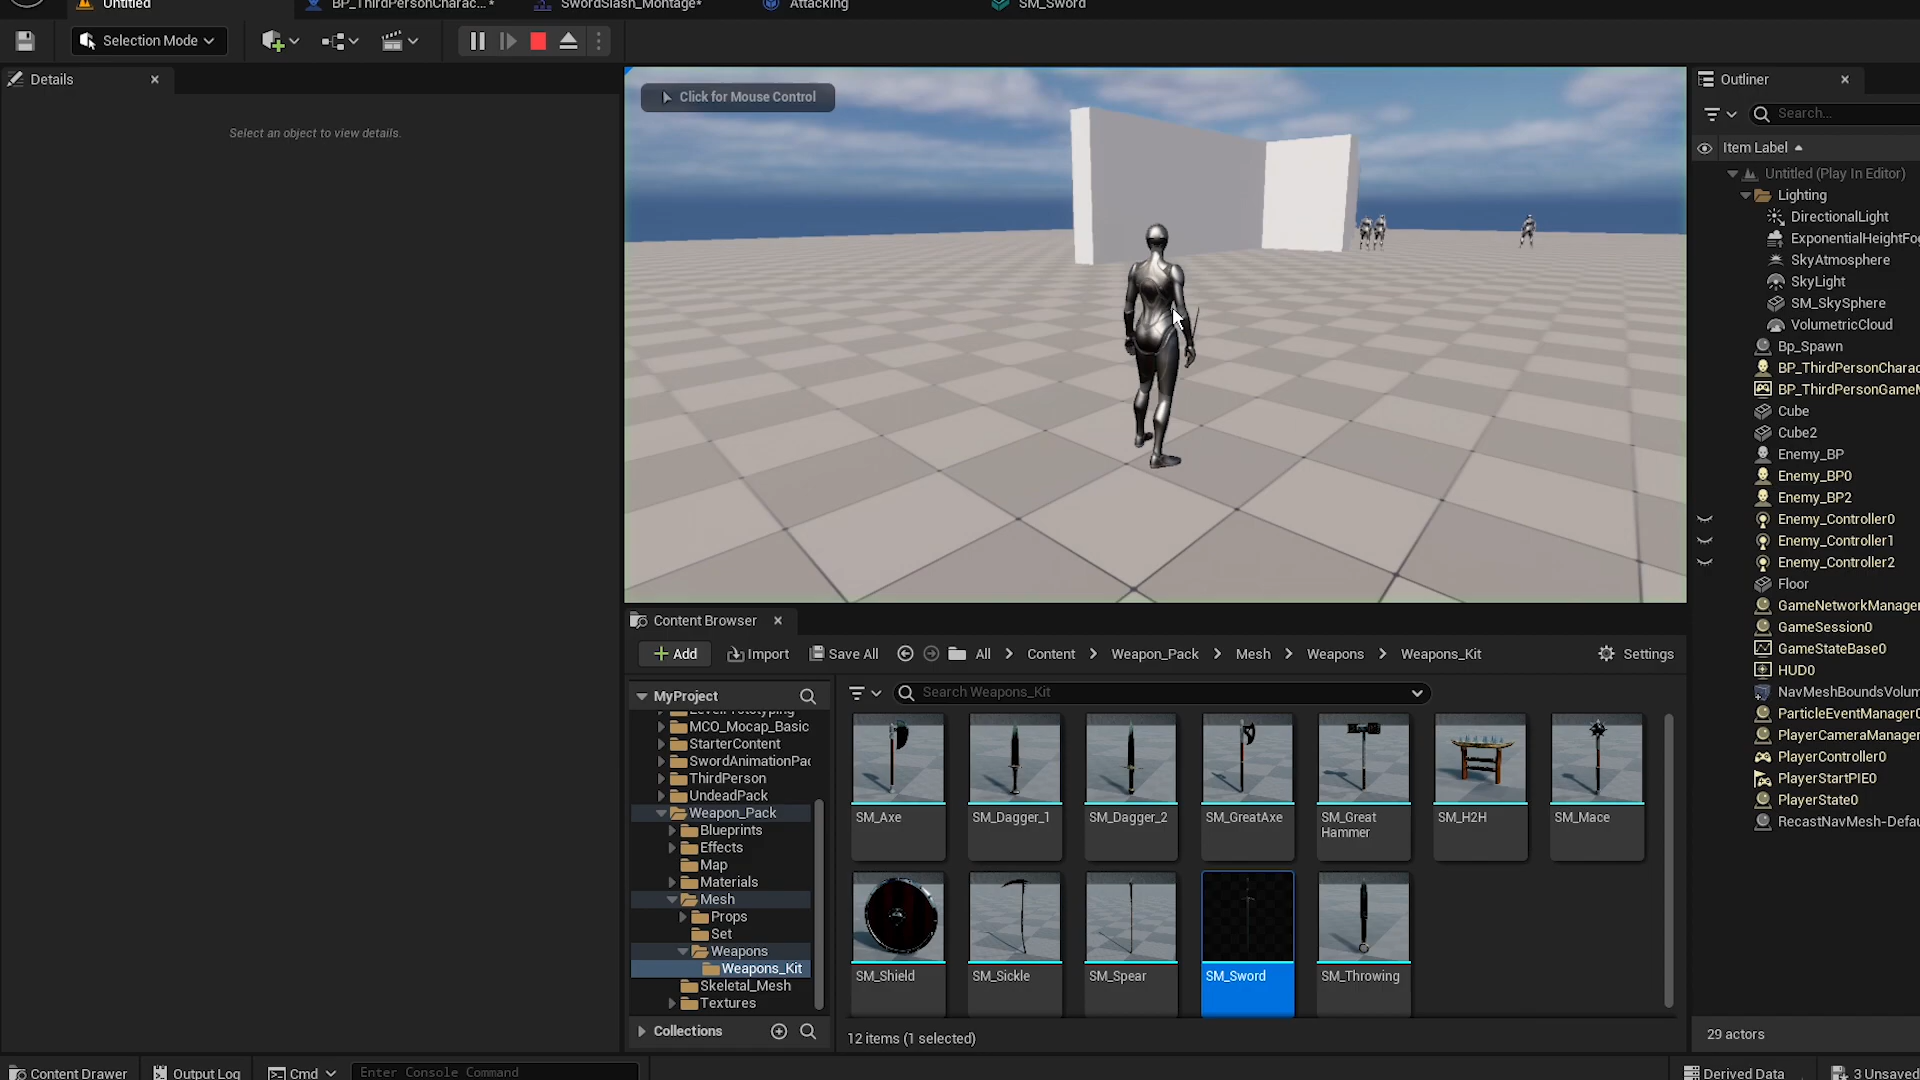 Untitled
BP_ThirdPersonCharac...*
SwordSlash_Montage*
Attacking
SM_Sword
Selection Mode
Details
Select an object to view details.
Click for Mouse Control
Outliner
Search...
Item Label
Untitled (Play In Editor)
Lighting
DirectionalLight
ExponentialHeightFog
SkyAtmosphere
SkyLight
SM_SkySphere
VolumetricCloud
Bp_Spawn
BP_ThirdPersonCharac
BP_ThirdPersonGameM
Cube
Cube2
Enemy_BP
Enemy_BP0
Enemy_BP2
Enemy_Controller0
Enemy_Controller1
Enemy_Controller2
Floor
GameNetworkManager
GameSession0
GameStateBase0
HUD0
NavMeshBoundsVolum
ParticleEventManager0
PlayerCameraManager
PlayerController0
PlayerStartPIE0
PlayerState0
RecastNavMesh-Defau
29 actors
Content Browser
Add
Import
Save All
All > Content > Weapon_Pack > Mesh > Weapons > Weapons_Kit
Settings
MyProject
Search Weapons_Kit
LevelPrototyping
MCO_Mocap_Basic
StarterContent
SwordAnimationPac
ThirdPerson
UndeadPack
Weapon_Pack
Blueprints
Effects
Map
Materials
Mesh
Props
Set
Weapons
Weapons_Kit
Skeletal_Mesh
Textures
Collections
SM_Axe
SM_Dagger_1
SM_Dagger_2
SM_GreatAxe
SM_Great
Hammer
SM_H2H
SM_Mace
SM_Shield
SM_Sickle
SM_Spear
SM_Sword
SM_Throwing
12 items (1 selected)
Content Drawer
Output Log
Cmd
Enter Console Command
Derived Data
3 Unsaved